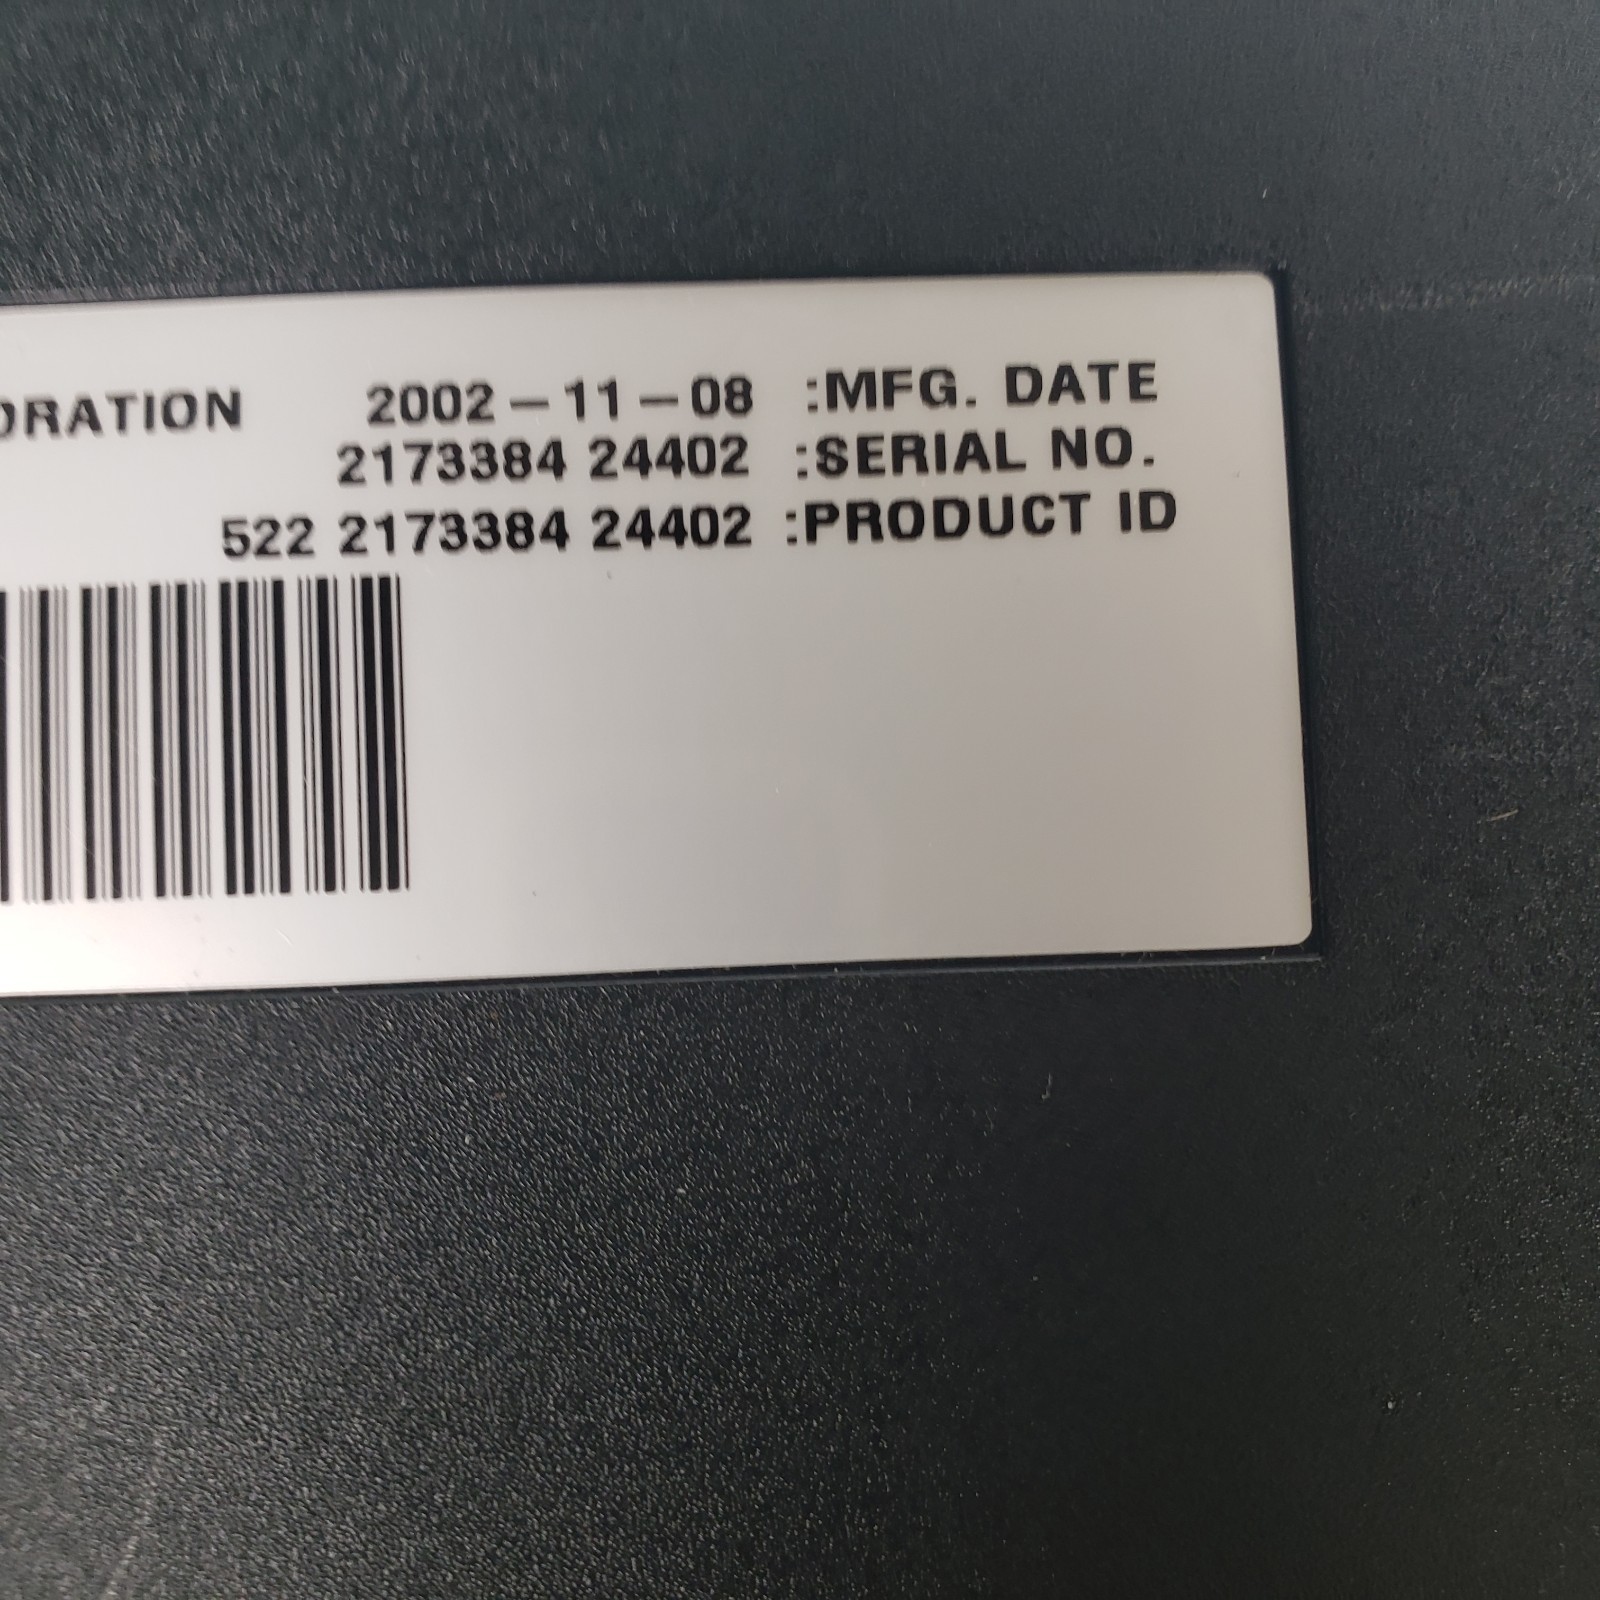 2002-11-08 :MFG. DATE
2173384 24402 :SERIAL NO.
522 2173384 24402 :PRODUCT ID